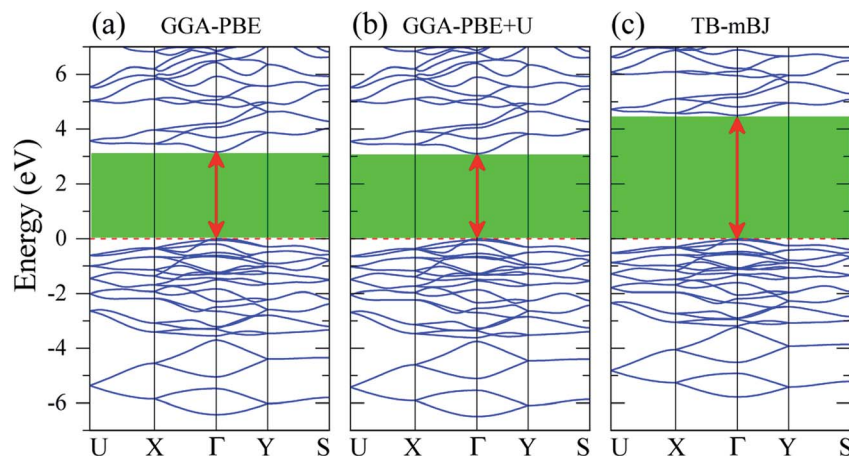 (a) GGA-PBE
(b) GGA-PBE+U
(c) TB-mBJ
Energy (eV)
6
4
2
0
-2
-4
-6
U X Γ Y S
U X Γ Y S
U X Γ Y S